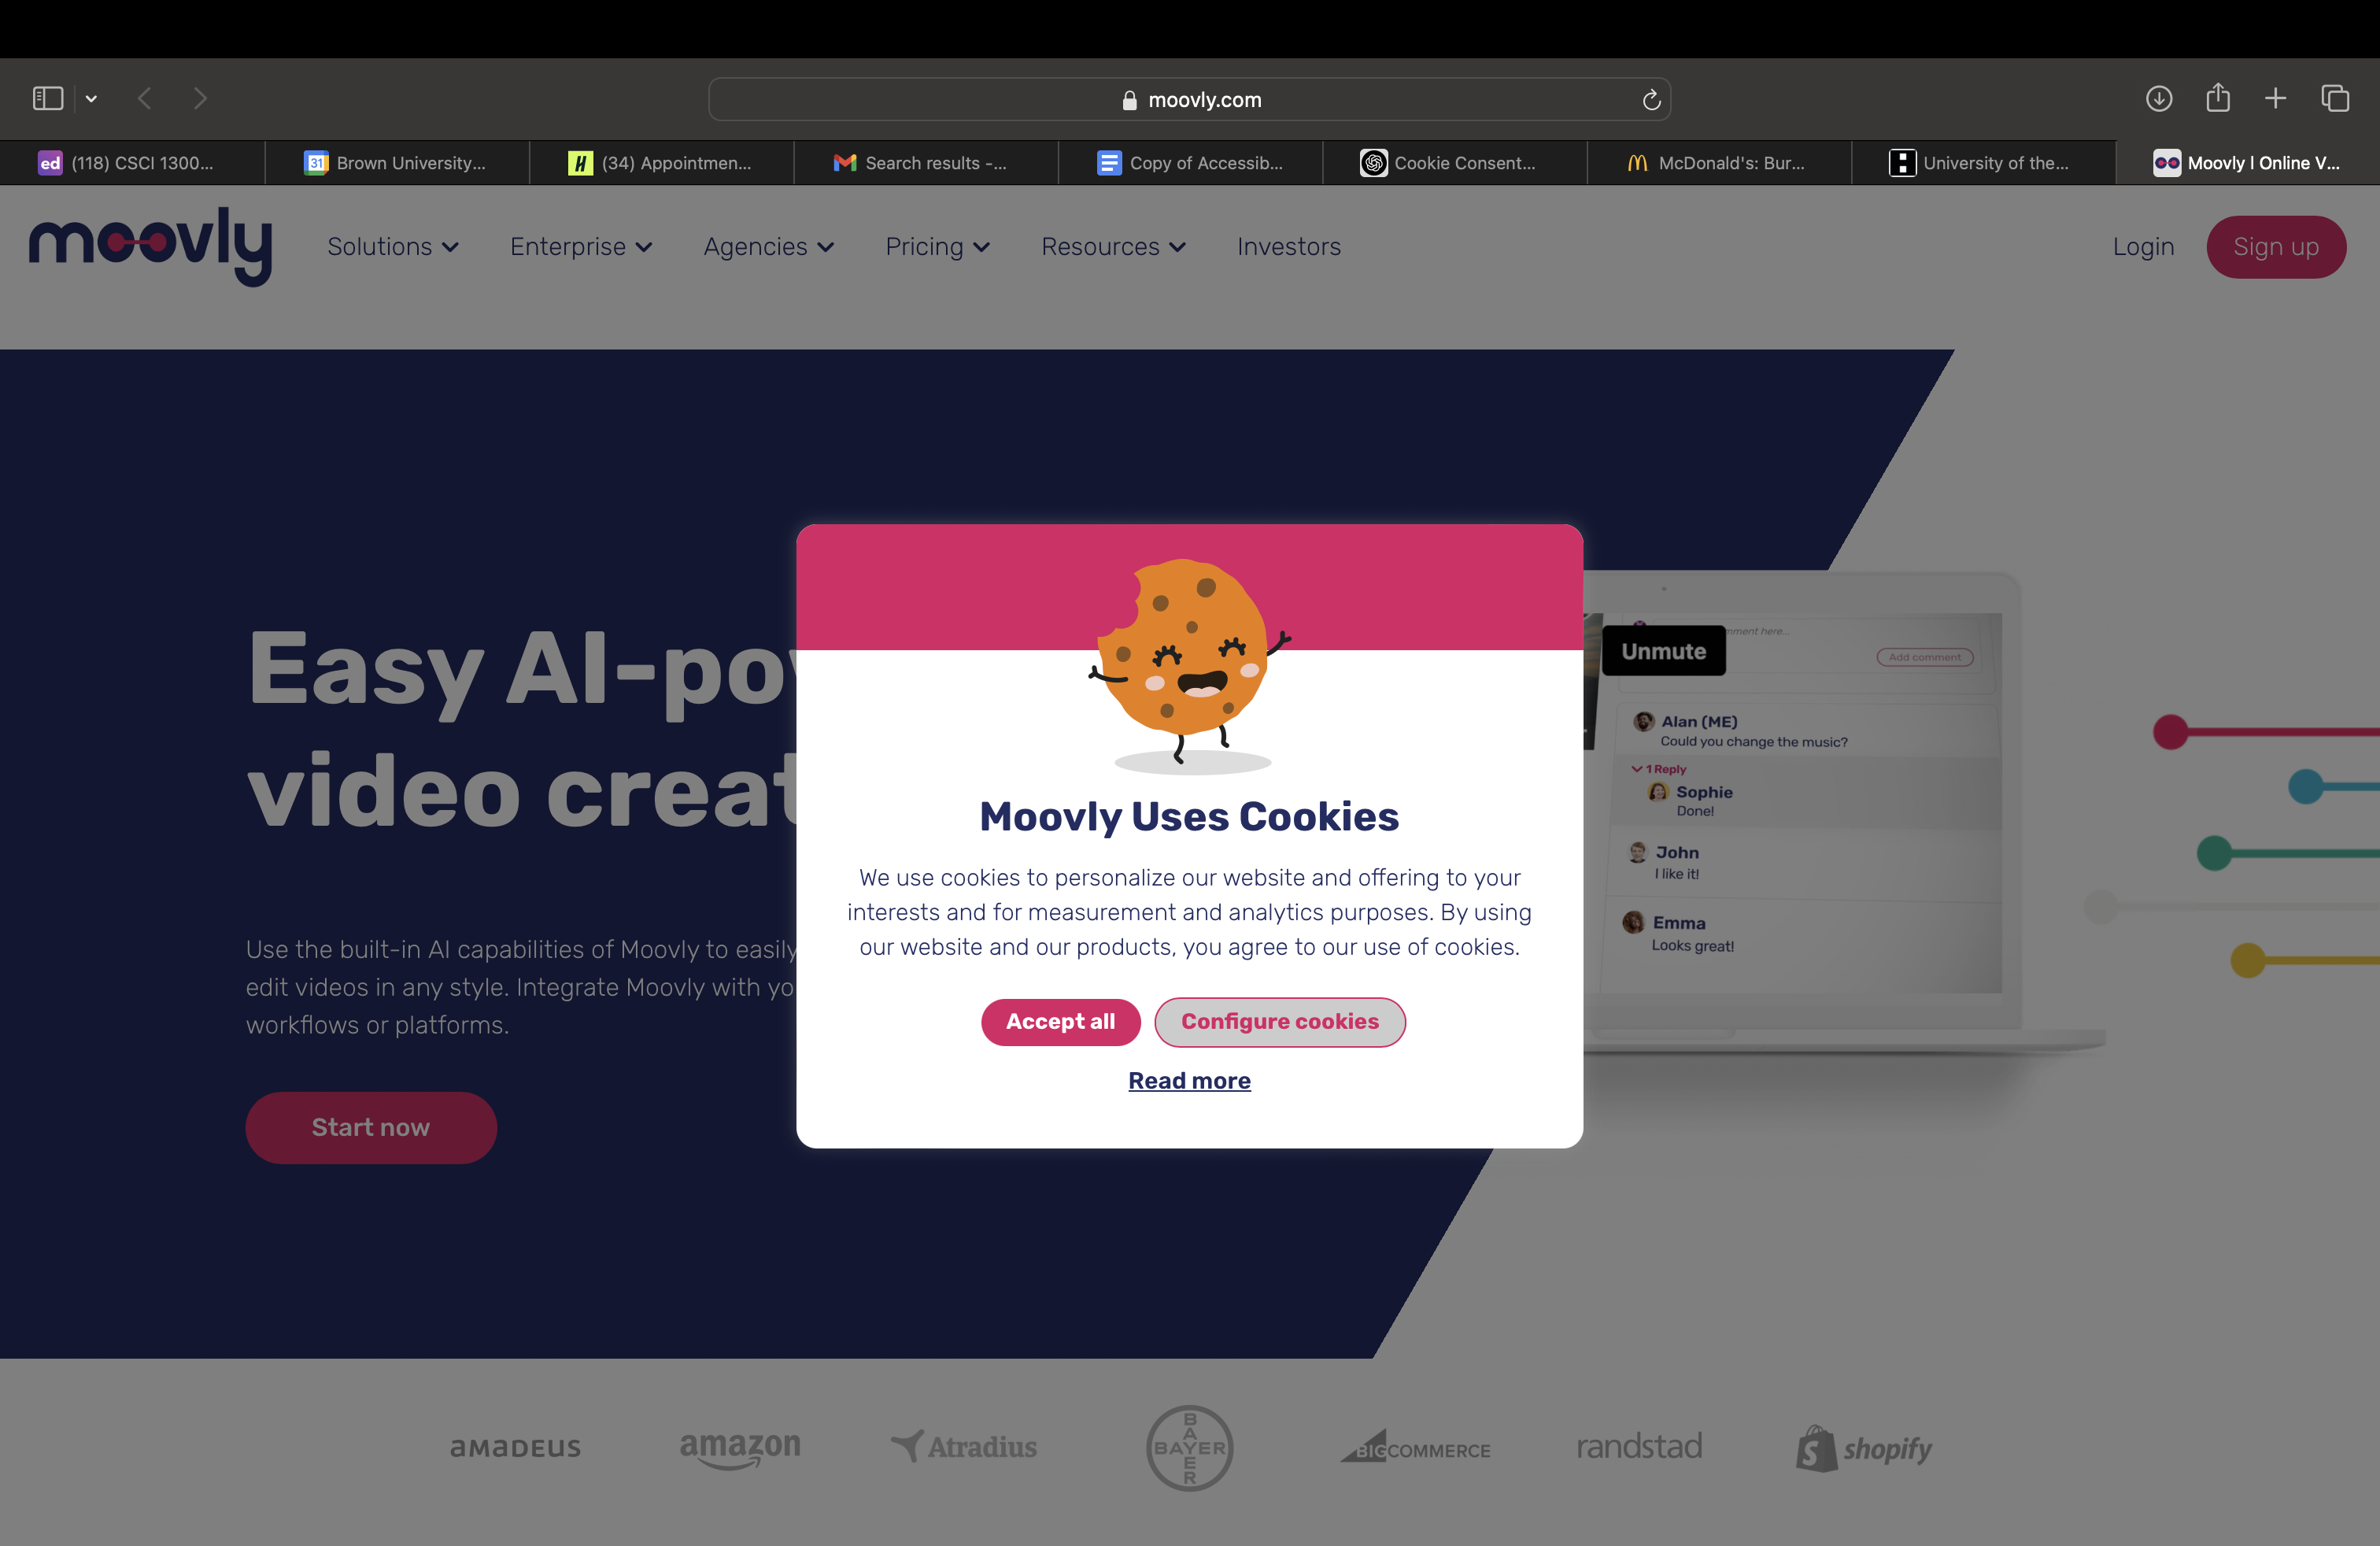 moovly.com
ed (118) CSCI 1300...
31 Brown University...
H (34) Appointmen...
Search results -...
Copy of Accessib...
Cookie Consent...
McDonald's: Bur...
University of the...
Moovly | Online V...
moovly
Solutions
Enterprise
Agencies
Pricing
Resources
Investors
Login
Sign up
Easy AI-po
video creat
Use the built-in AI capabilities of Moovly to easily
edit videos in any style. Integrate Moovly with yo
workflows or platforms.
Start now
Moovly Uses Cookies
We use cookies to personalize our website and offering to your
interests and for measurement and analytics purposes. By using
our website and our products, you agree to our use of cookies.
Accept all
Configure cookies
Read more
Unmute
here...
Add comment
Alan (ME)
Could you change the music?
1 Reply
Sophie
Done!
John
I like it!
Emma
Looks great!
amadeus
amazon
Atradius
BAYER
BAYER
BIGCOMMERCE
randstad
shopify